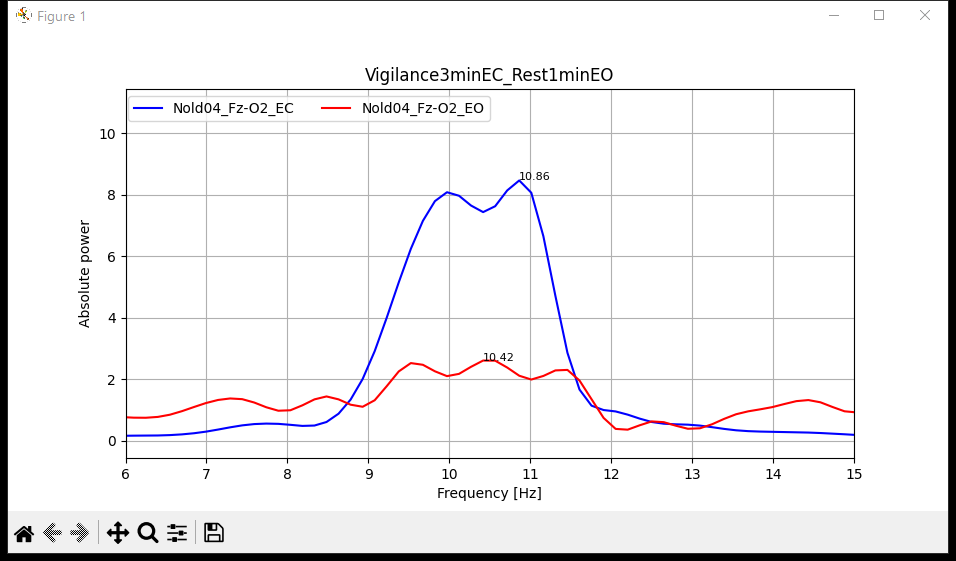 Figure 1
Vigilance3minEC_Rest1minEO
Nold04_Fz-O2_EC Nold04_Fz-O2_EO
10
8
6
4
2
0
Absolute power
10.86
10.42
6 7 8 9 10 11 12 13 14 15
Frequency [Hz]